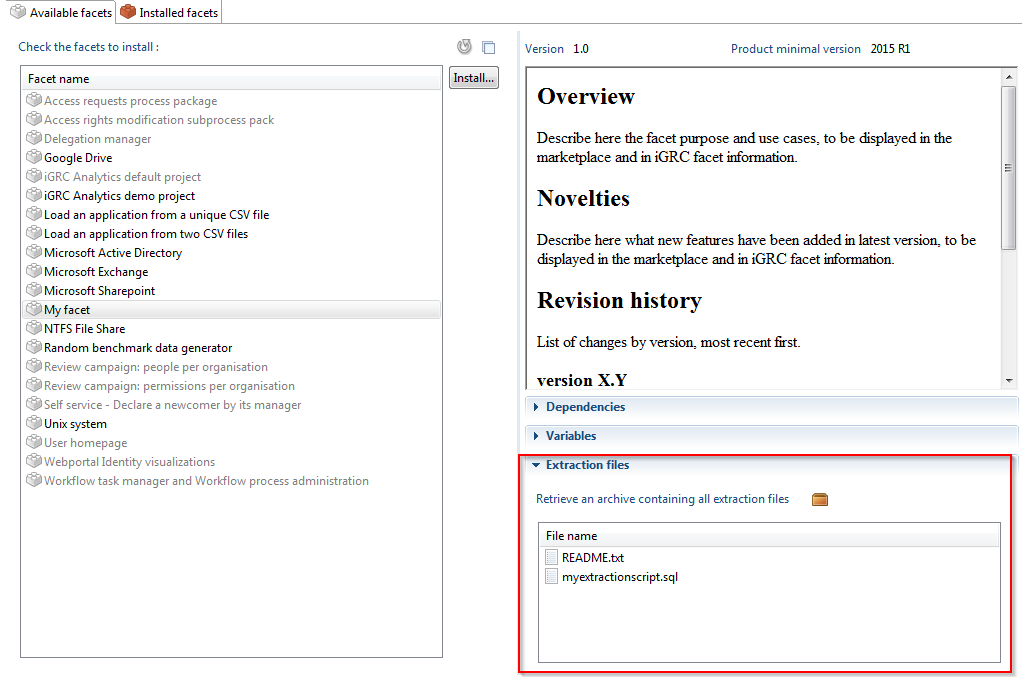 Available facets
Installed facets
Check the facets to install :
Install...
Facet name
Access requests process package
Access rights modification subprocess pack
Delegation manager
Google Drive
iGRC Analytics default project
iGRC Analytics demo project
Load an application from a unique CSV file
Load an application from two CSV files
Microsoft Active Directory
Microsoft Exchange
Microsoft Sharepoint
My facet
NTFS File Share
Random benchmark data generator
Review campaign: people per organisation
Review campaign: permissions per organisation
Self service - Declare a newcomer by its manager
Unix system
User homepage
Webportal Identity visualizations
Workflow task manager and Workflow process administration
Version 1.0 Product minimal version 2015 R1
Overview
Describe here the facet purpose and use cases, to be displayed in the
marketplace and in iGRC facet information.
Novelties
Describe here what new features have been added in latest version, to be
displayed in the marketplace and in iGRC facet information.
Revision history
List of changes by version, most recent first.
version X.Y
Dependencies
Variables
Extraction files
Retrieve an archive containing all extraction files
File name
README.txt
myextractionscript.sql